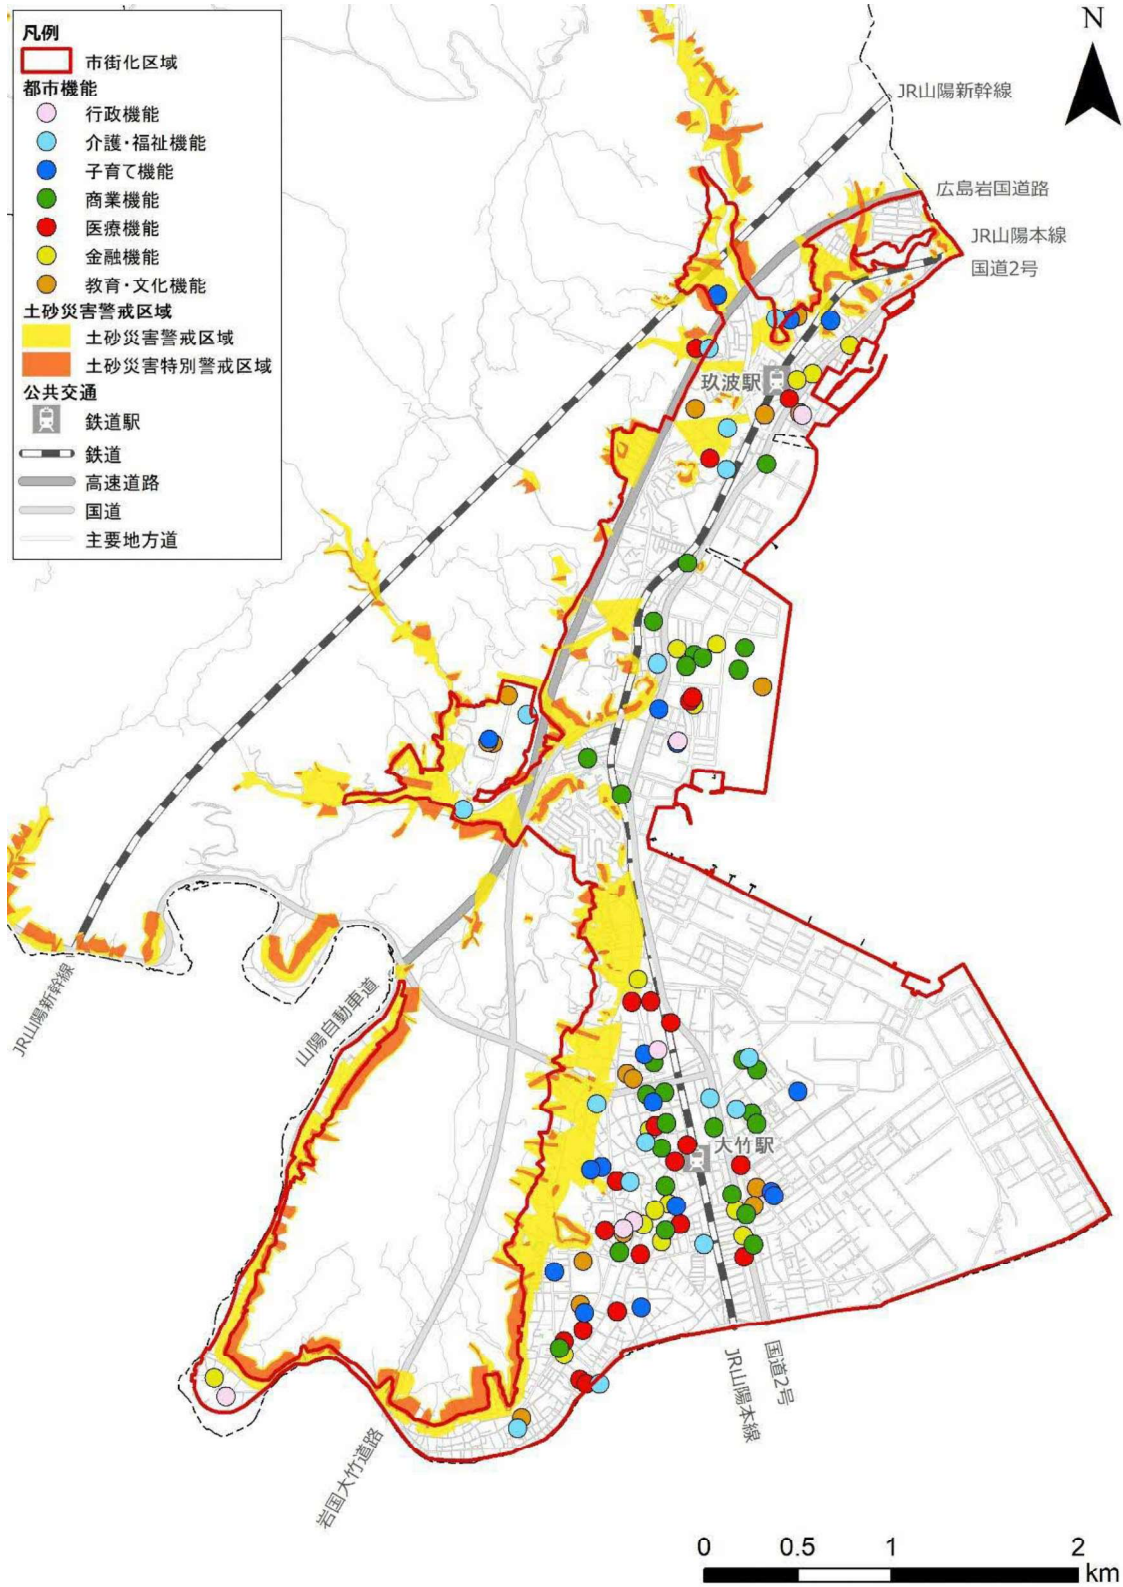 凡例
市街化区域
都市機能
行政機能
介護・福祉機能
子育て機能
商業機能
医療機能
金融機能
教育・文化機能
土砂災害警戒区域
土砂災害警戒区域
土砂災害特別警戒区域
公共交通
鉄道駅
鉄道
高速道路
国道
主要地方道
N
JR山陽新幹線
広島岩国道路
JR山陽本線
国道2号
玖波駅
JR山陽新幹線
山陽自動車道
大竹駅
岩国大竹道路
JR山陽本線
国道2号
0 0.5 1 2
km